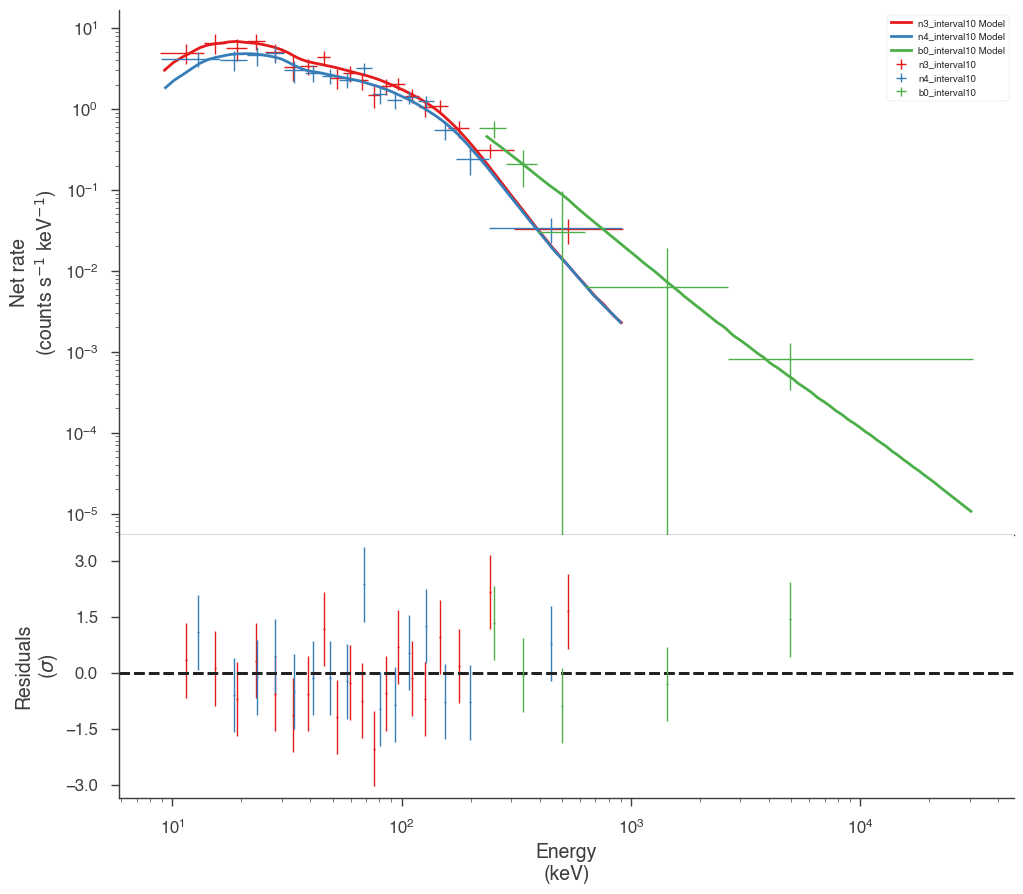 n3_interval10 Model
n4_interval10 Model
b0_interval10 Model
n3_interval10
n4_interval10
b0_interval10
10¹
10⁰
10⁻¹
10⁻²
10⁻³
10⁻⁴
10⁻⁵
Net rate
(counts s⁻¹ keV⁻¹)
3.0
1.5
0.0
−1.5
−3.0
Residuals
(σ)
10¹ 10² 10³ 10⁴
Energy
(keV)